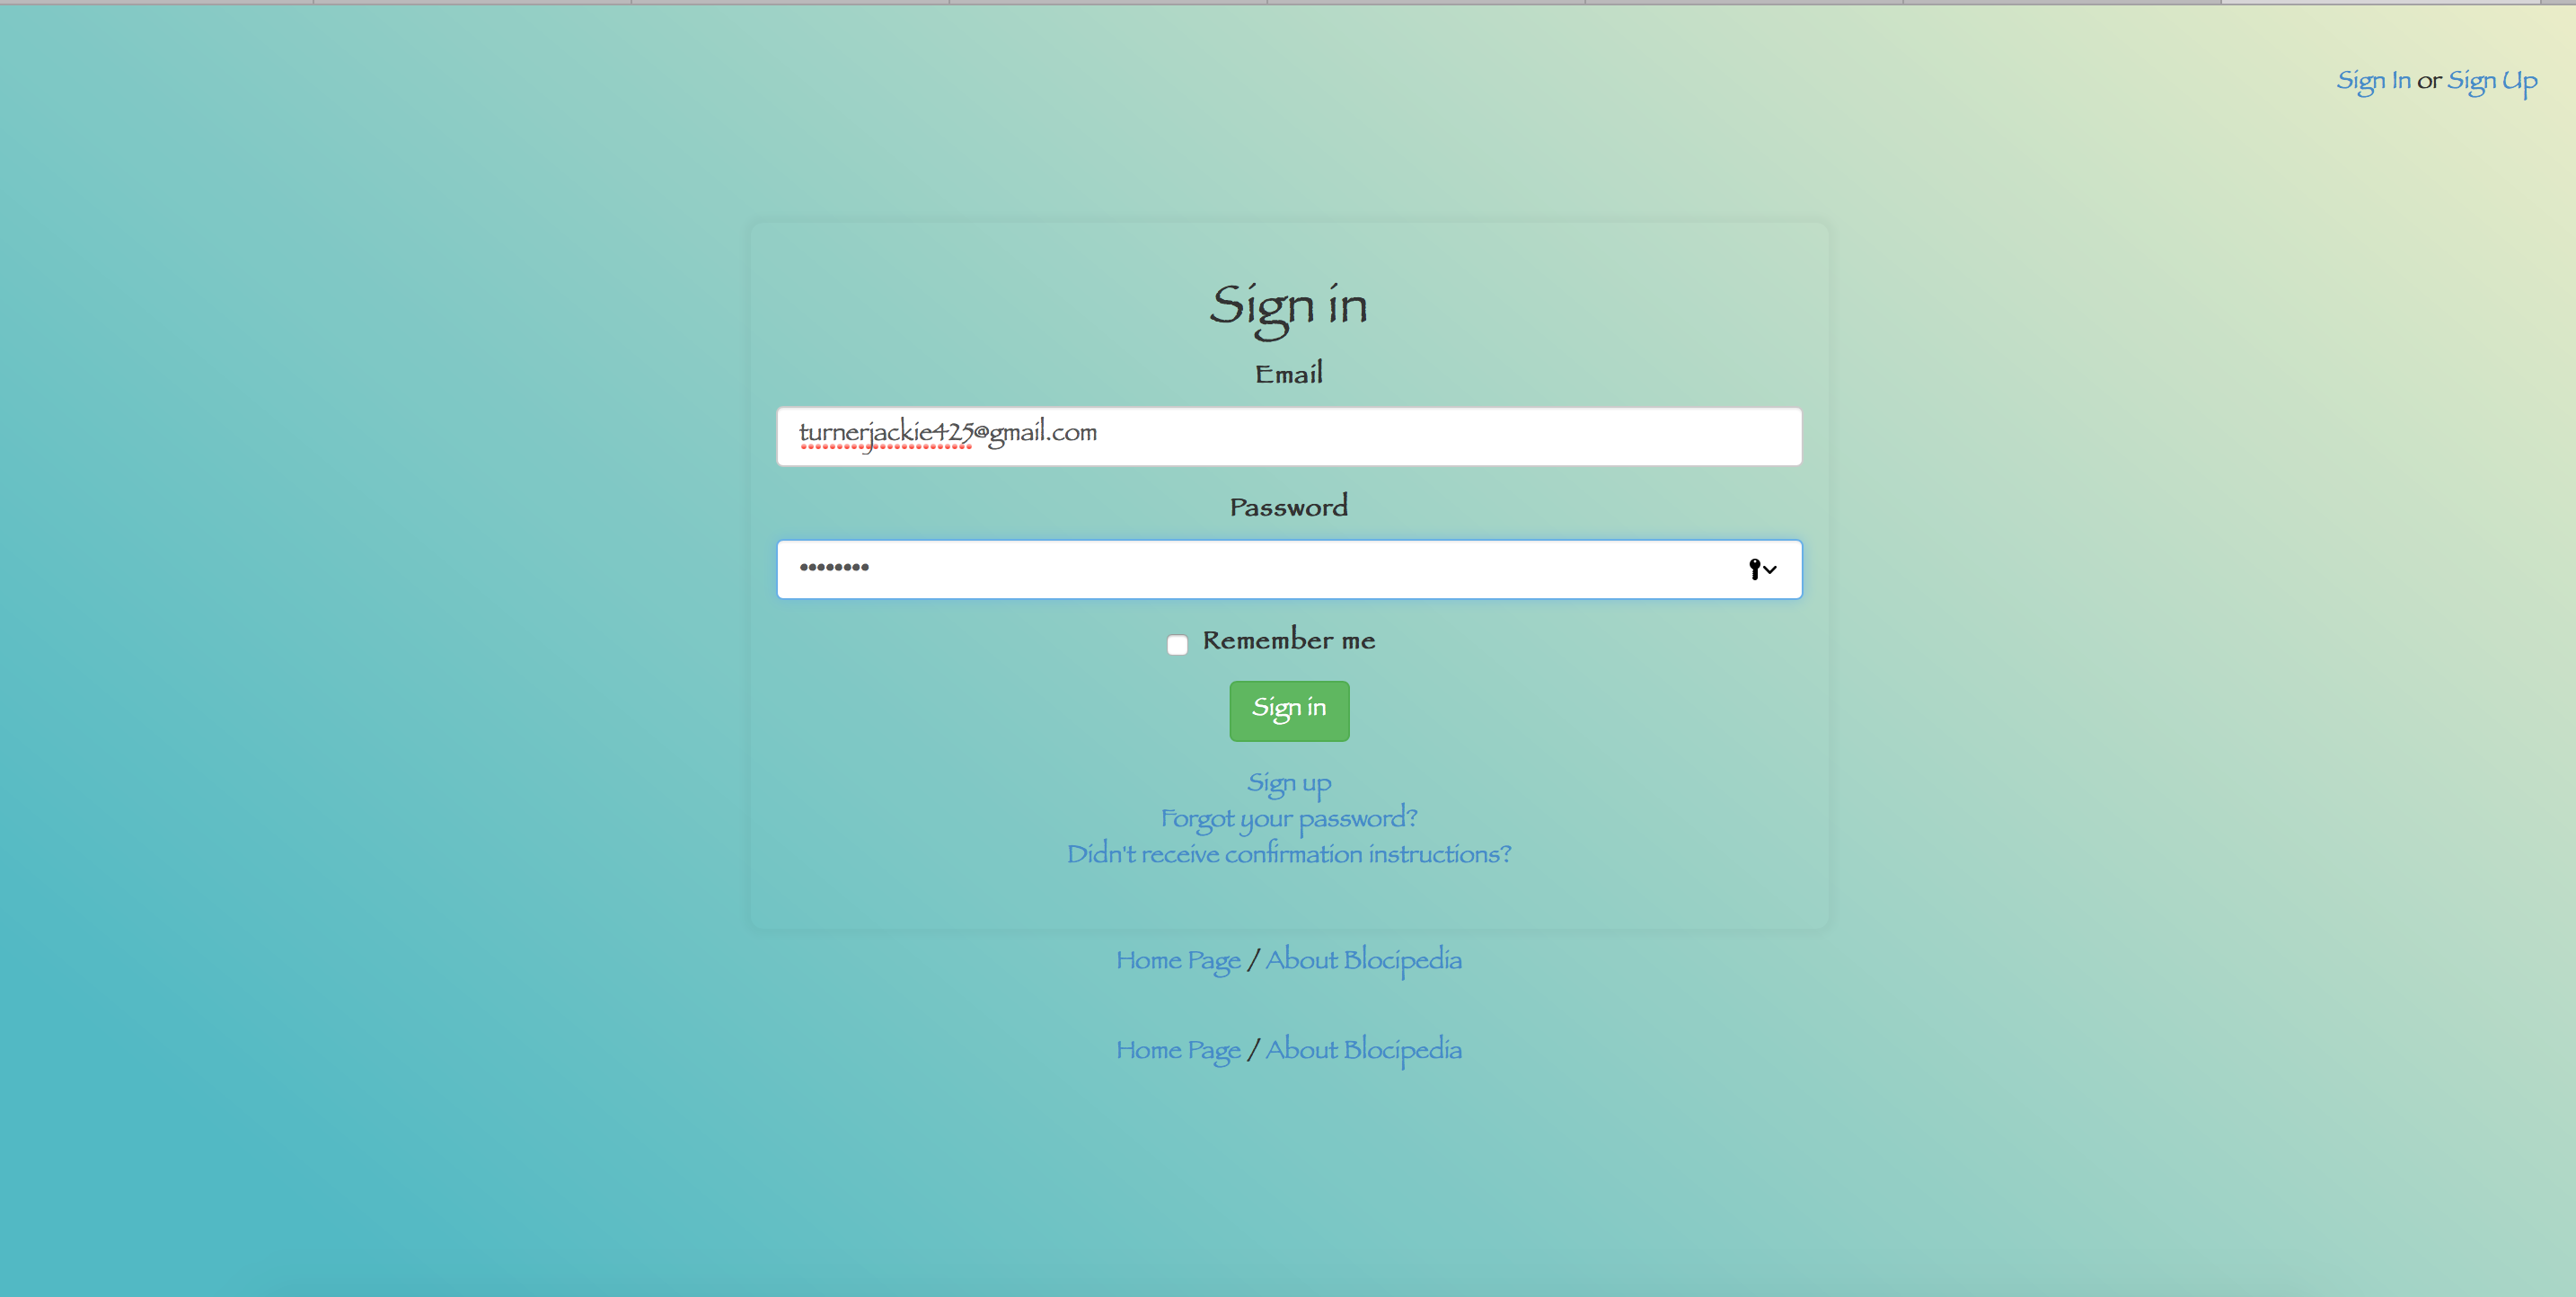 Sign In or Sign Up
Sign in
Email
turnerjackie425@gmail.com
Password
••••••••
Remember me
Sign in
Sign up
Forgot your password?
Didn't receive confirmation instructions?
Home Page / About Blocipedia
Home Page / About Blocipedia